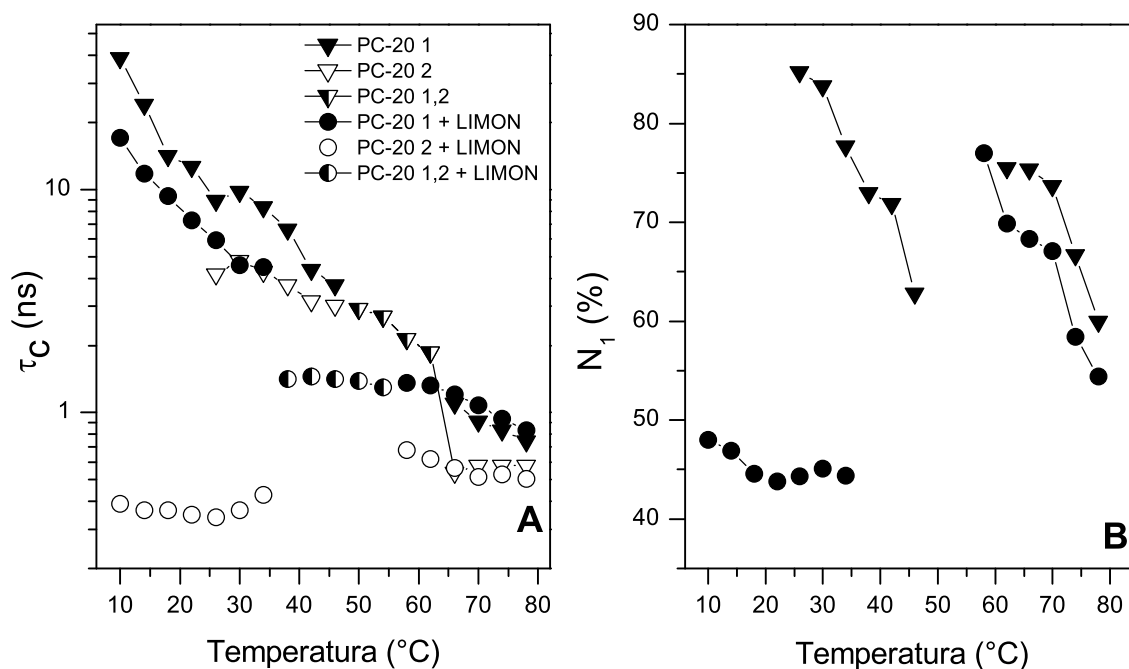 PC-20 1
PC-20 2
PC-20 1,2
PC-20 1 + LIMON
PC-20 2 + LIMON
PC-20 1,2 + LIMON
10
1
τC (ns)
A
10 20 30 40 50 60 70 80
Temperatura (°C)
90
80
70
60
50
40
N1 (%)
B
10 20 30 40 50 60 70 80
Temperatura (°C)